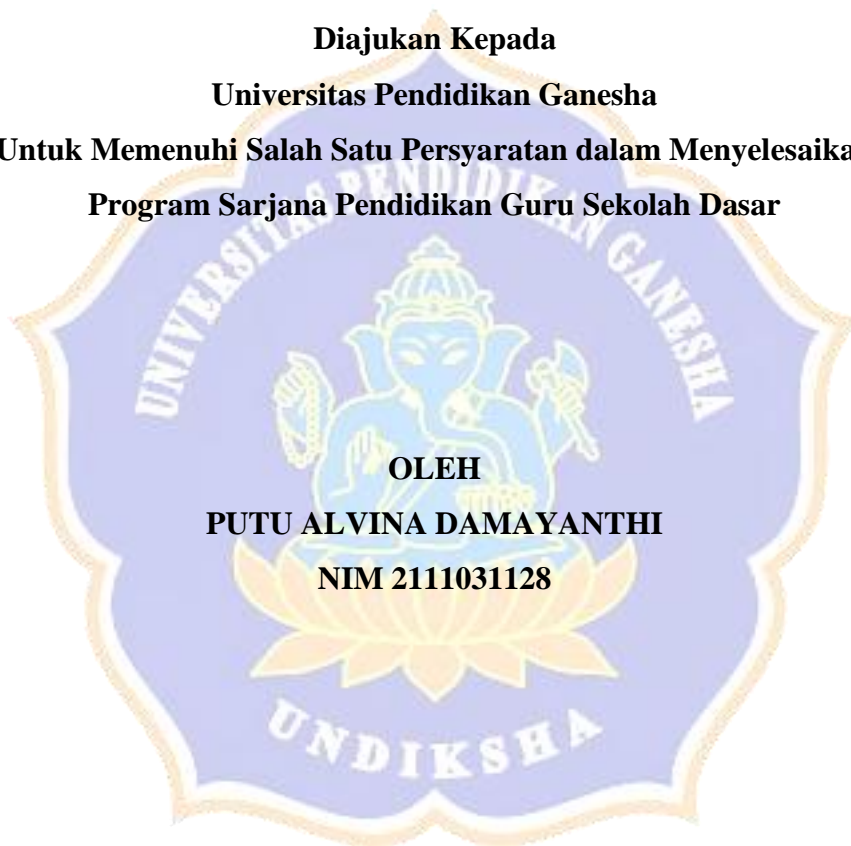 Diajukan Kepada
Universitas Pendidikan Ganesha
Untuk Memenuhi Salah Satu Persyaratan dalam Menyelesaika
Program Sarjana Pendidikan Guru Sekolah Dasar
UNIVERSITAS PENDIDIKAN GANESHA
OLEH
PUTU ALVINA DAMAYANTHI
NIM 2111031128
UNDIKSHA